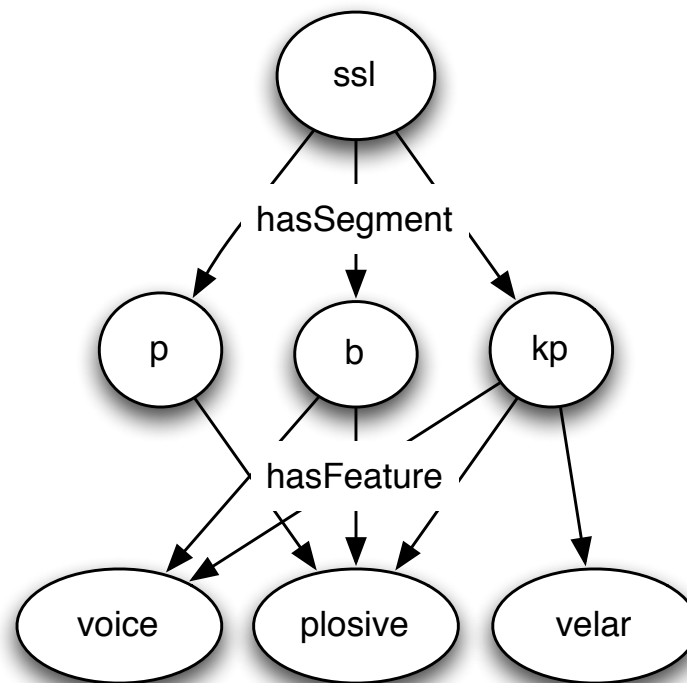 ssl
hasSegment
p b kp
hasFeature
voice plosive velar